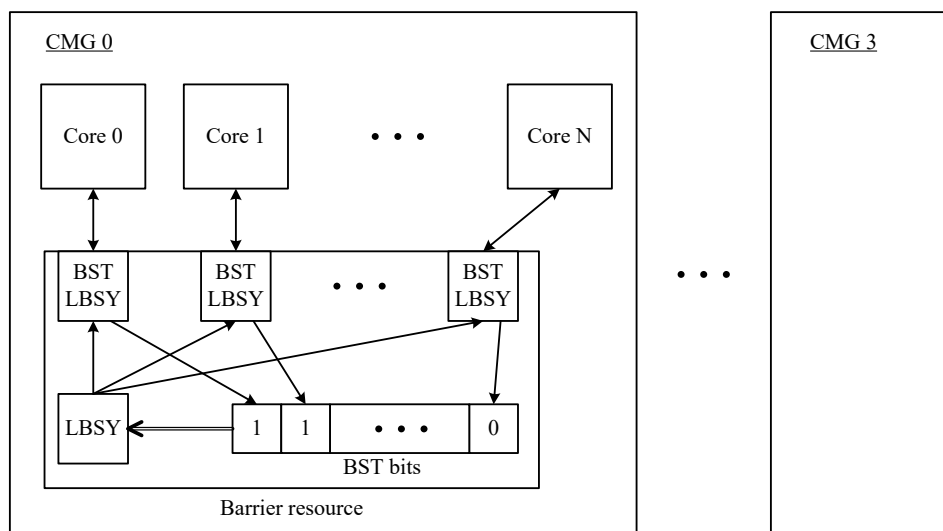 CMG 0
CMG 3
Core 0
Core 1
• • •
Core N
BST
LBSY
BST
LBSY
• • •
BST
LBSY
• • •
LBSY
1
1
• • •
0
BST bits
Barrier resource